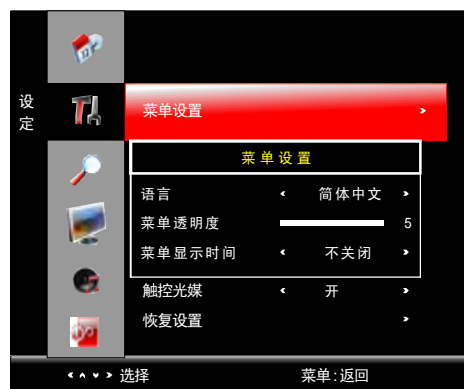 设定
菜单设置
菜单设置
语言 简体中文
菜单透明度 5
菜单显示时间 不关闭
触控光媒 开
恢复设置
选择 菜单:返回